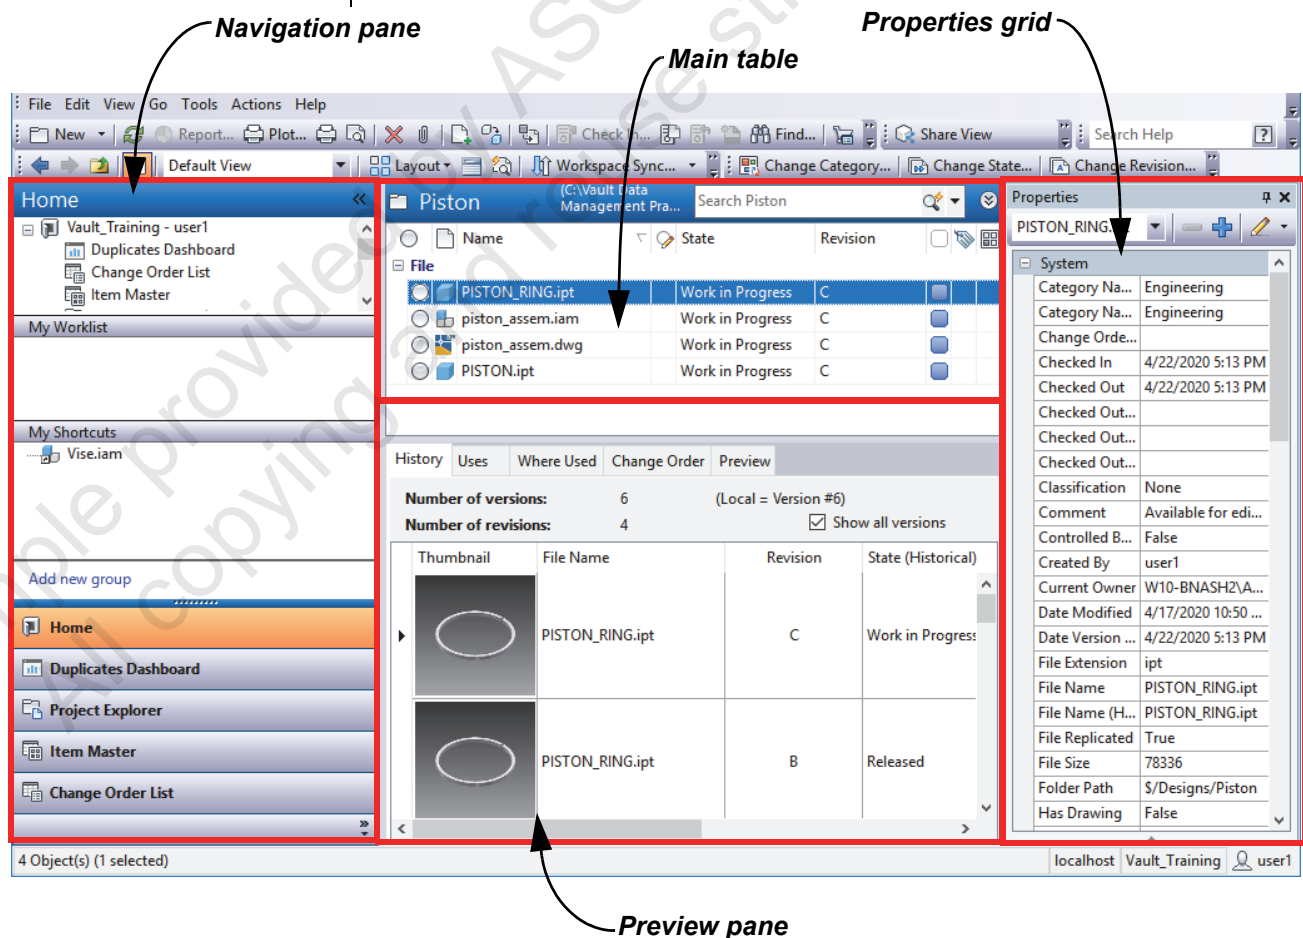 Navigation pane
Properties grid
Main table
File Edit View Go Tools Actions Help
New Report... Plot... Check In... Find... Share View Search Help
Default View Layout Workspace Sync... Change Category... Change State... Change Revision...
Home
Vault_Training - user1
Duplicates Dashboard
Change Order List
Item Master
My Worklist
My Shortcuts
Vise.iam
Add new group
Home
Duplicates Dashboard
Project Explorer
Item Master
Change Order List
Piston
(C:\Vault Data
Management Pra...
Search Piston
Name State Revision
File
PISTON_RING.ipt Work in Progress C
piston_assem.iam Work in Progress C
piston_assem.dwg Work in Progress C
PISTON.ipt Work in Progress C
History Uses Where Used Change Order Preview
Number of versions: 6 (Local = Version #6)
Number of revisions: 4 Show all versions
Thumbnail File Name Revision State (Historical)
PISTON_RING.ipt C Work in Progress
PISTON_RING.ipt B Released
Properties
PISTON_RING.
System
Category Na... Engineering
Category Na... Engineering
Change Orde...
Checked In 4/22/2020 5:13 PM
Checked Out 4/22/2020 5:13 PM
Checked Out...
Checked Out...
Checked Out...
Classification None
Comment Available for edi...
Controlled B... False
Created By user1
Current Owner W10-BNASH2\A...
Date Modified 4/17/2020 10:50 ...
Date Version ... 4/22/2020 5:13 PM
File Extension ipt
File Name PISTON_RING.ipt
File Name (H... PISTON_RING.ipt
File Replicated True
File Size 78336
Folder Path $/Designs/Piston
Has Drawing False
4 Object(s) (1 selected) localhost Vault_Training user1
Preview pane
provided by
All copying and